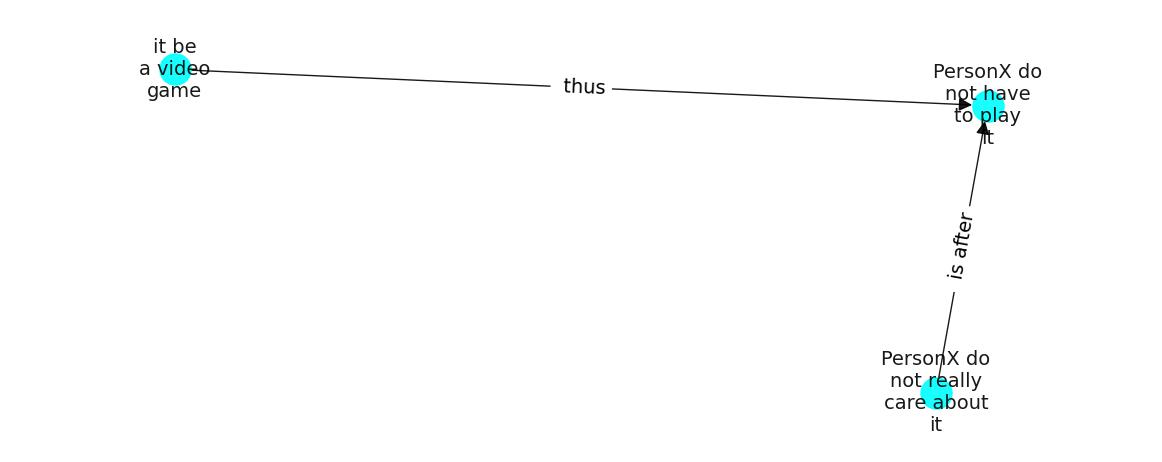 it be
a video
game
thus
PersonX do
not have
to play
it
is after
PersonX do
not really
care about
it